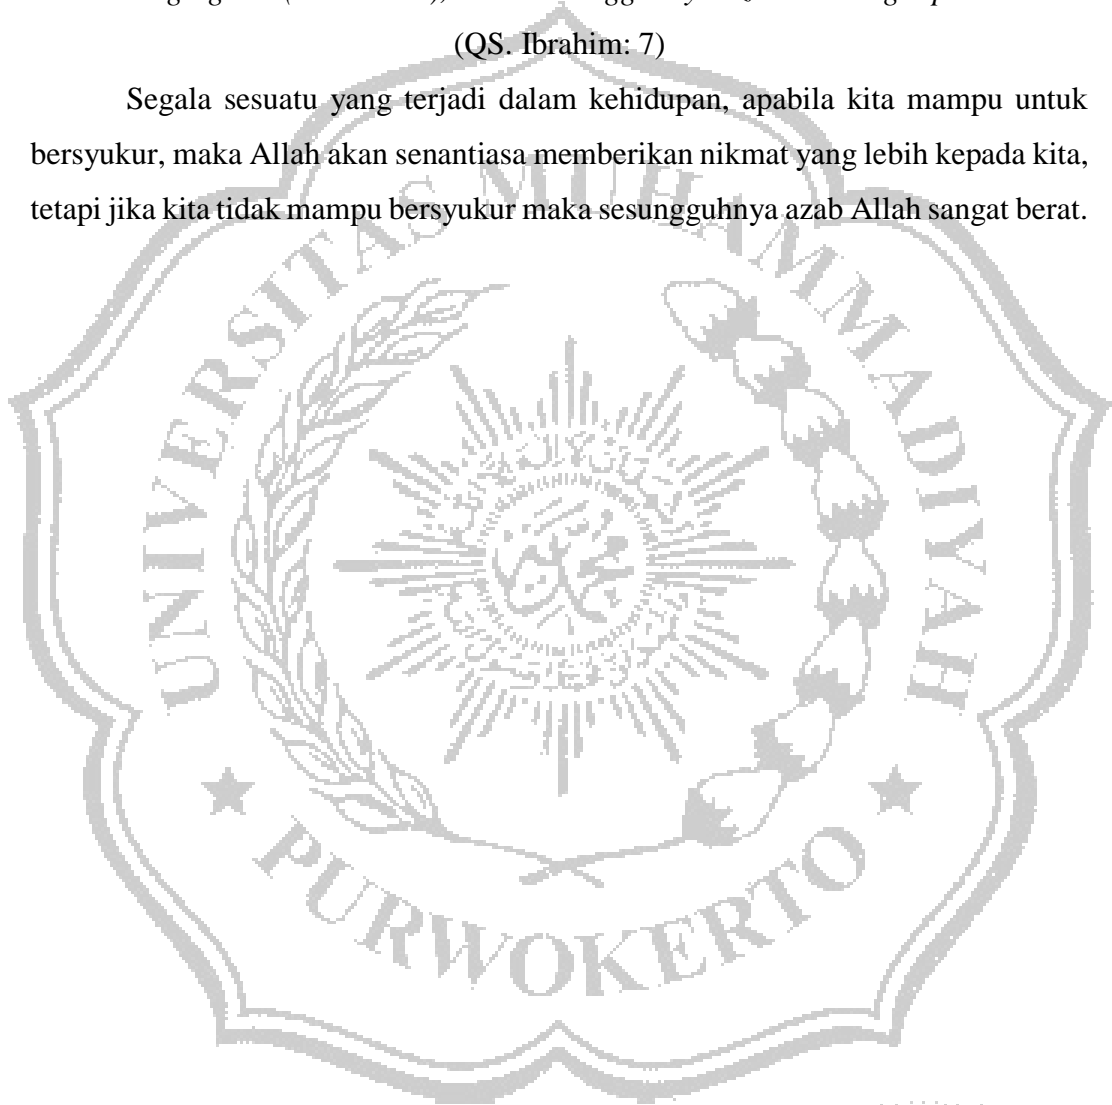 (QS. Ibrahim: 7)
Segala sesuatu yang terjadi dalam kehidupan, apabila kita mampu untuk
bersyukur, maka Allah akan senantiasa memberikan nikmat yang lebih kepada kita,
tetapi jika kita tidak mampu bersyukur maka sesungguhnya azab Allah sangat berat.
UNIVERSITAS MUHAMMADIYAH
PURWOKERTO